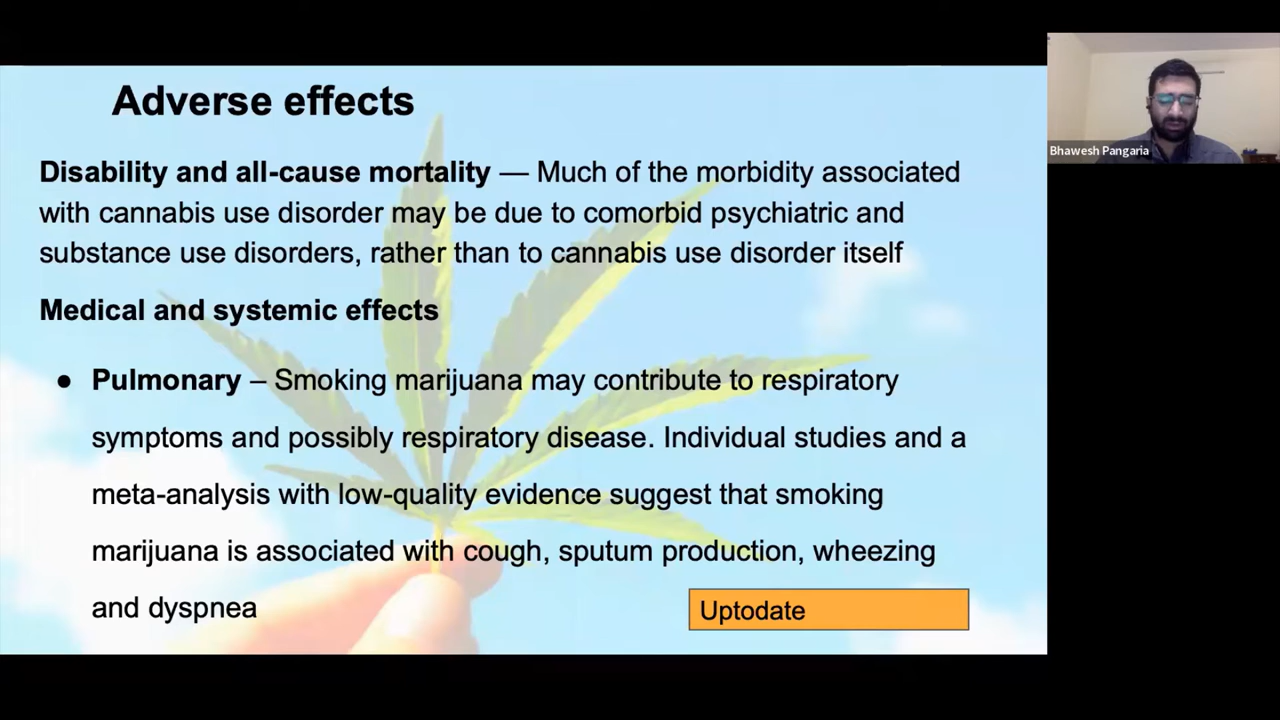 Adverse effects
Disability and all-cause mortality — Much of the morbidity associated
with cannabis use disorder may be due to comorbid psychiatric and
substance use disorders, rather than to cannabis use disorder itself
Medical and systemic effects
● Pulmonary – Smoking marijuana may contribute to respiratory
symptoms and possibly respiratory disease. Individual studies and a
meta-analysis with low-quality evidence suggest that smoking
marijuana is associated with cough, sputum production, wheezing
and dyspnea
Uptodate
Bhawesh Pangaria